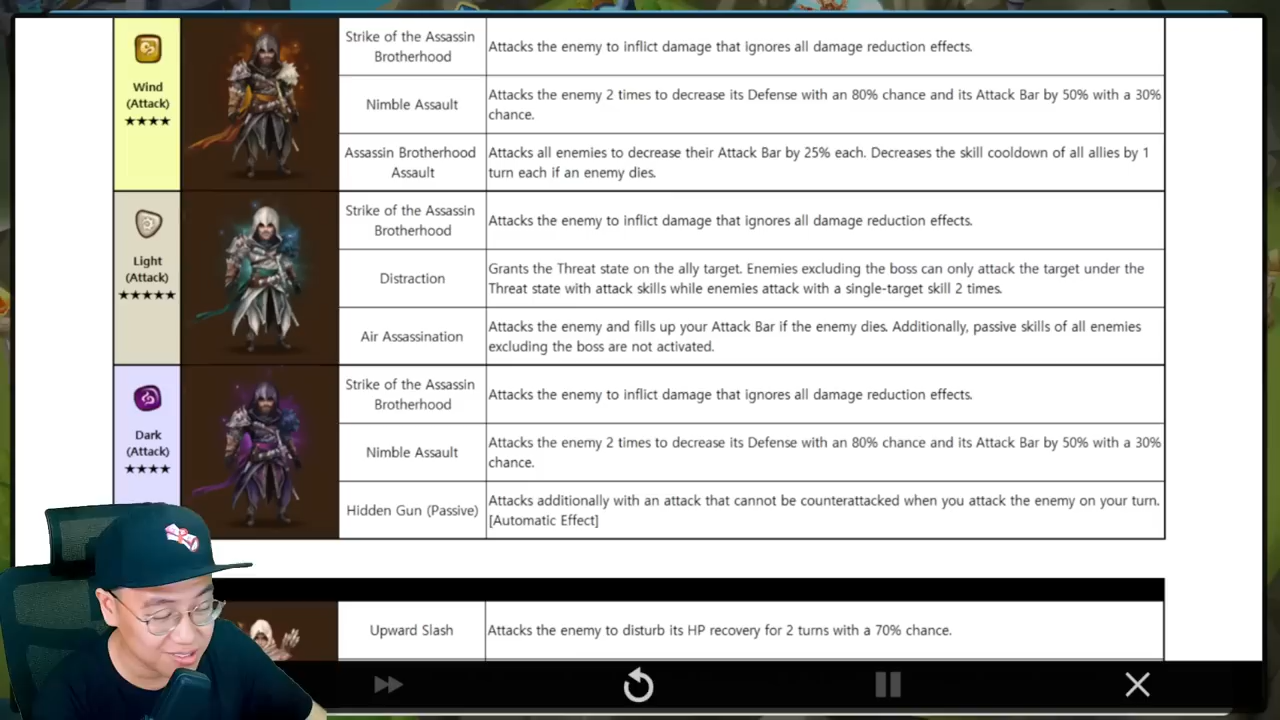 Wind
(Attack)
★★★★
Strike of the Assassin
Brotherhood
Attacks the enemy to inflict damage that ignores all damage reduction effects.
Nimble Assault
Attacks the enemy 2 times to decrease its Defense with an 80% chance and its Attack Bar by 50% with a 30%
chance.
Assassin Brotherhood
Assault
Attacks all enemies to decrease their Attack Bar by 25% each. Decreases the skill cooldown of all allies by 1
turn each if an enemy dies.
Light
(Attack)
★★★★★
Strike of the Assassin
Brotherhood
Attacks the enemy to inflict damage that ignores all damage reduction effects.
Distraction
Grants the Threat state on the ally target. Enemies excluding the boss can only attack the target under the
Threat state with attack skills while enemies attack with a single-target skill 2 times.
Air Assassination
Attacks the enemy and fills up your Attack Bar if the enemy dies. Additionally, passive skills of all enemies
excluding the boss are not activated.
Dark
(Attack)
★★★★
Strike of the Assassin
Brotherhood
Attacks the enemy to inflict damage that ignores all damage reduction effects.
Nimble Assault
Attacks the enemy 2 times to decrease its Defense with an 80% chance and its Attack Bar by 50% with a 30%
chance.
Hidden Gun (Passive)
Attacks additionally with an attack that cannot be counterattacked when you attack the enemy on your turn.
[Automatic Effect]
Upward Slash
Attacks the enemy to disturb its HP recovery for 2 turns with a 70% chance.